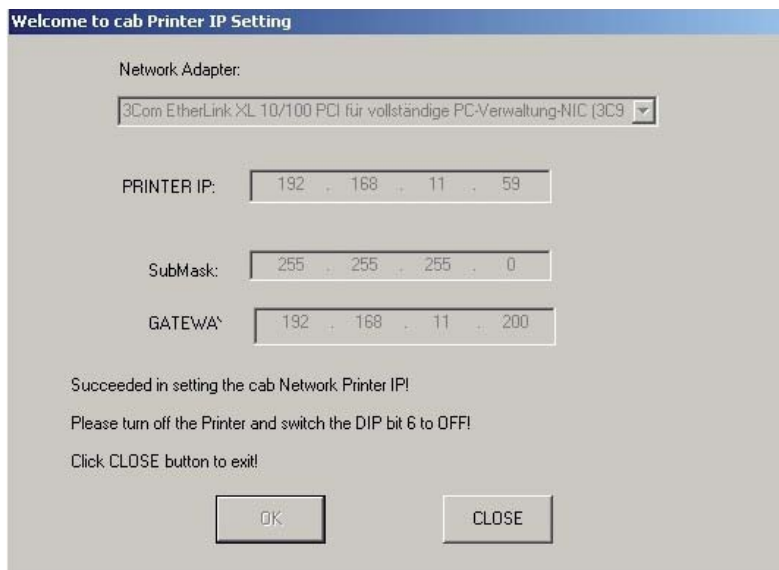 Welcome to cab Printer IP Setting
Network Adapter:
3Com EtherLink XL 10/100 PCI für vollständige PC-Verwaltung-NIC (3C9
PRINTER IP: 192 . 168 . 11 . 59
SubMask: 255 . 255 . 255 . 0
GATEWA 192 . 168 . 11 . 200
Succeeded in setting the cab Network Printer IP!
Please turn off the Printer and switch the DIP bit 6 to OFF!
Click CLOSE button to exit!
OK CLOSE